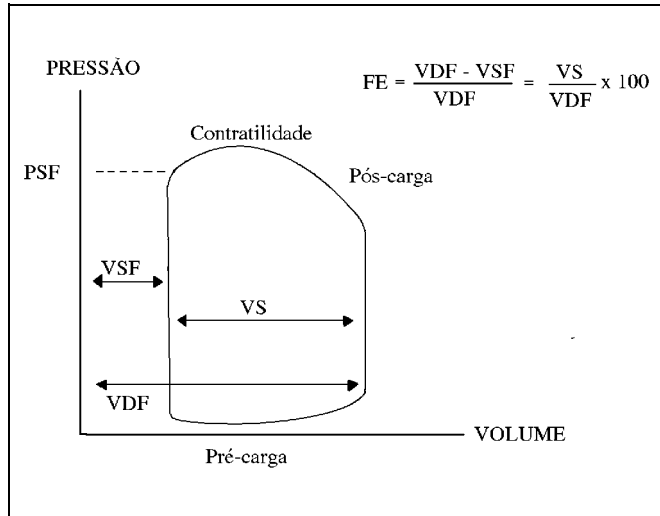 PRESSÃO
FE = VDF - VSF / VDF = VS / VDF x 100
Contratilidade
PSF
Pós-carga
VSF
VS
VDF
VOLUME
Pré-carga